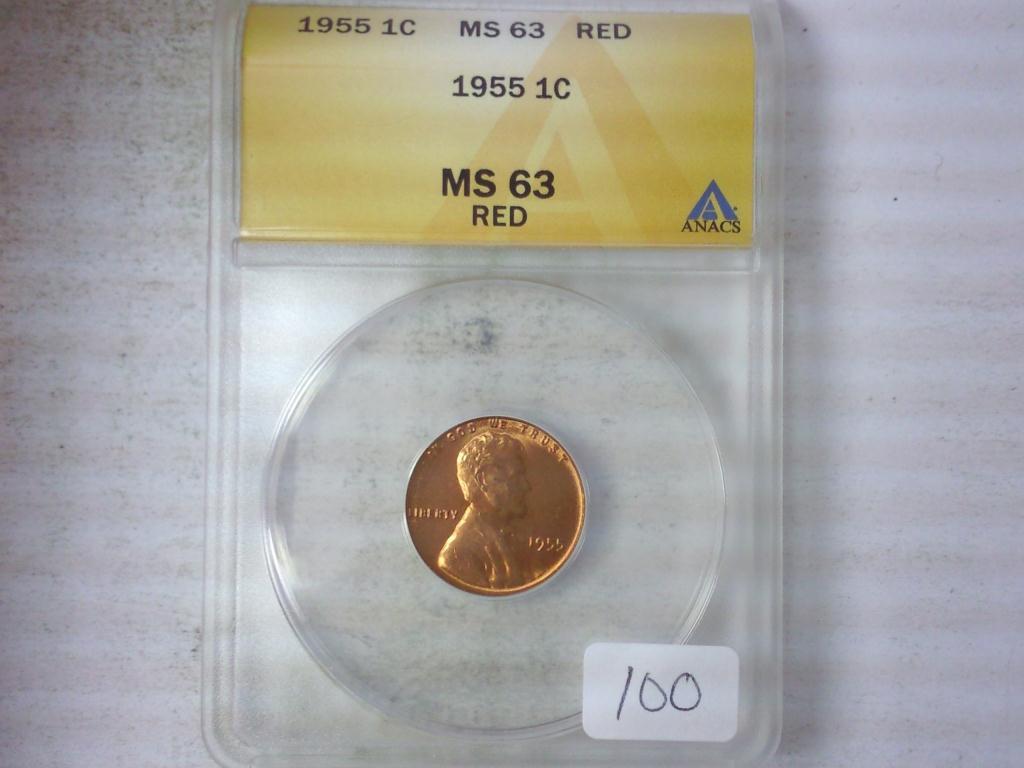 1955 1C MS 63 RED
1955 1C
MS 63
RED
ANACS
IN GOD WE TRUST
LIBERTY
1955
100